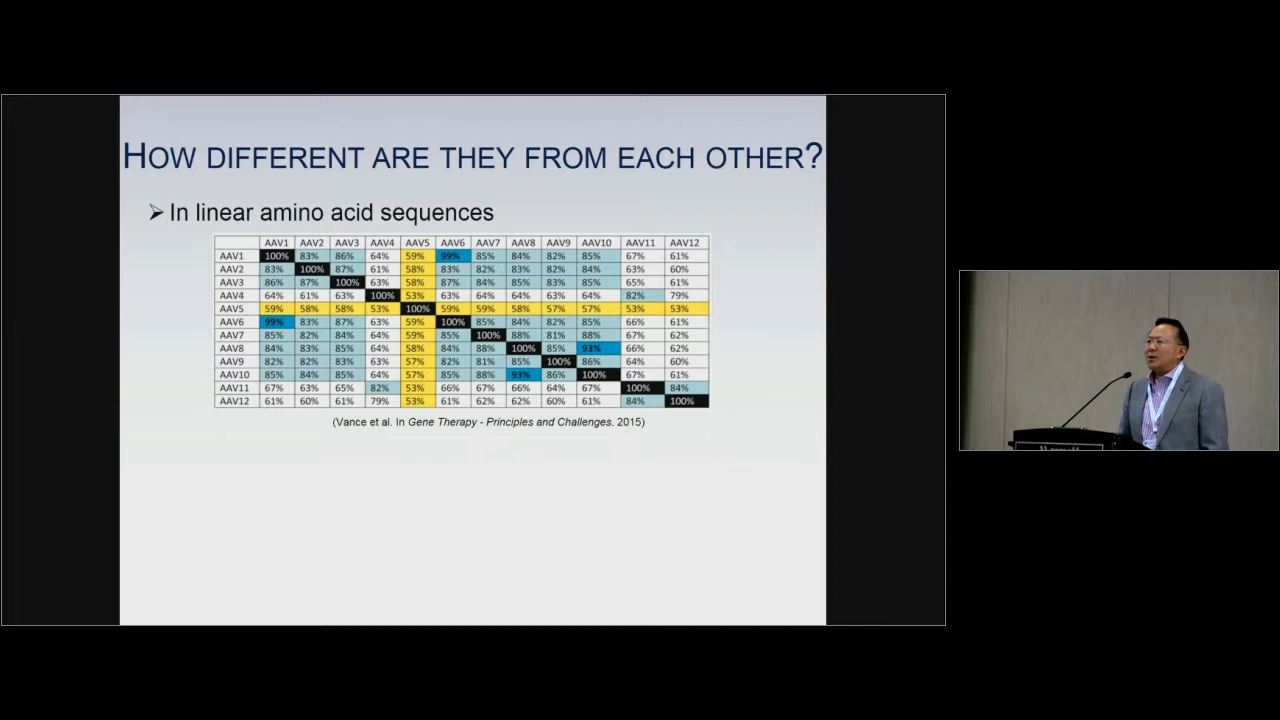 HOW DIFFERENT ARE THEY FROM EACH OTHER?
➢ In linear amino acid sequences
AAV1 AAV2 AAV3 AAV4 AAV5 AAV6 AAV7 AAV8 AAV9 AAV10 AAV11 AAV12
AAV1 100% 83% 86% 64% 59% 99% 85% 84% 82% 85% 67% 61%
AAV2 83% 100% 87% 61% 58% 83% 82% 83% 82% 84% 63% 60%
AAV3 86% 87% 100% 63% 58% 87% 84% 85% 83% 85% 65% 61%
AAV4 64% 61% 63% 100% 53% 63% 64% 64% 63% 64% 82% 79%
AAV5 59% 58% 58% 53% 100% 59% 59% 58% 57% 57% 53% 53%
AAV6 99% 83% 87% 63% 59% 100% 85% 84% 82% 85% 66% 61%
AAV7 85% 82% 84% 64% 59% 85% 100% 88% 81% 88% 67% 62%
AAV8 84% 83% 85% 64% 58% 84% 88% 100% 85% 93% 66% 62%
AAV9 82% 82% 83% 63% 57% 82% 81% 85% 100% 86% 64% 60%
AAV10 85% 84% 85% 64% 57% 85% 88% 93% 86% 100% 67% 61%
AAV11 67% 63% 65% 82% 53% 66% 67% 66% 64% 67% 100% 84%
AAV12 61% 60% 61% 79% 53% 61% 62% 62% 60% 61% 84% 100%
(Vance et al. In Gene Therapy - Principles and Challenges. 2015)